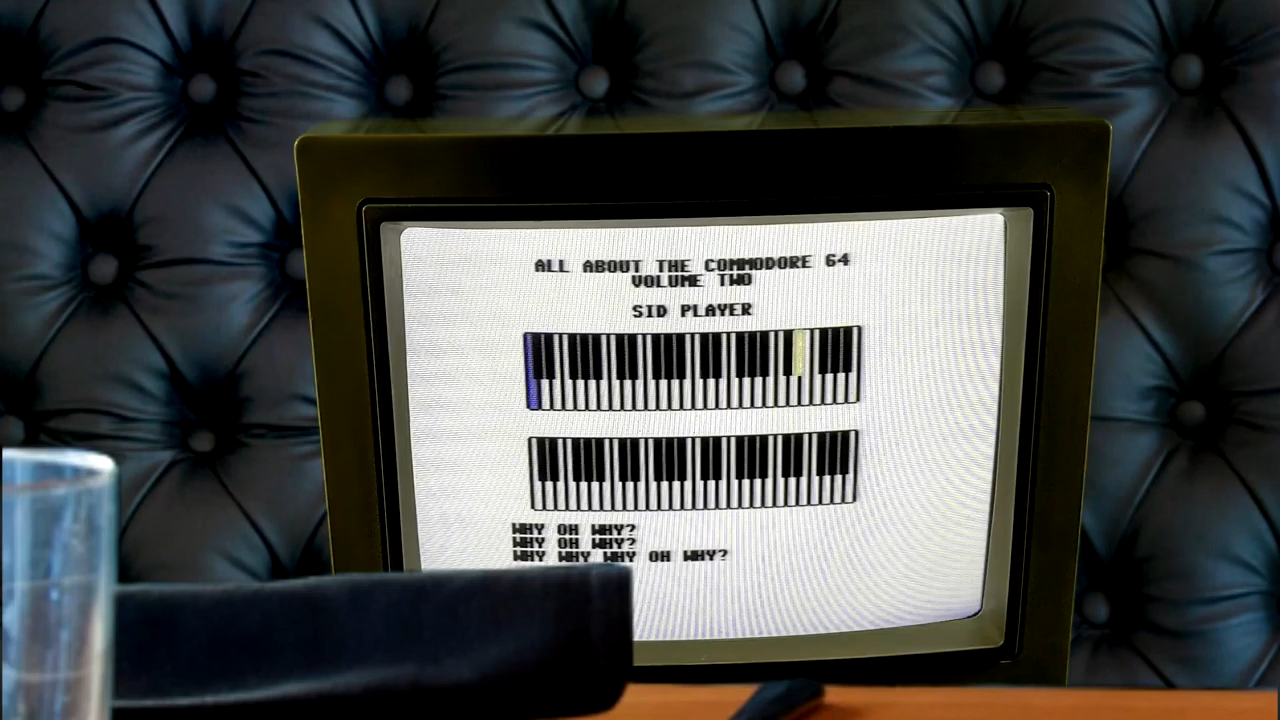 ALL ABOUT THE COMMODORE 64
VOLUME TWO
SID PLAYER
WHY OH WHY?
WHY OH WHY?
WHY WHY WHY OH WHY?